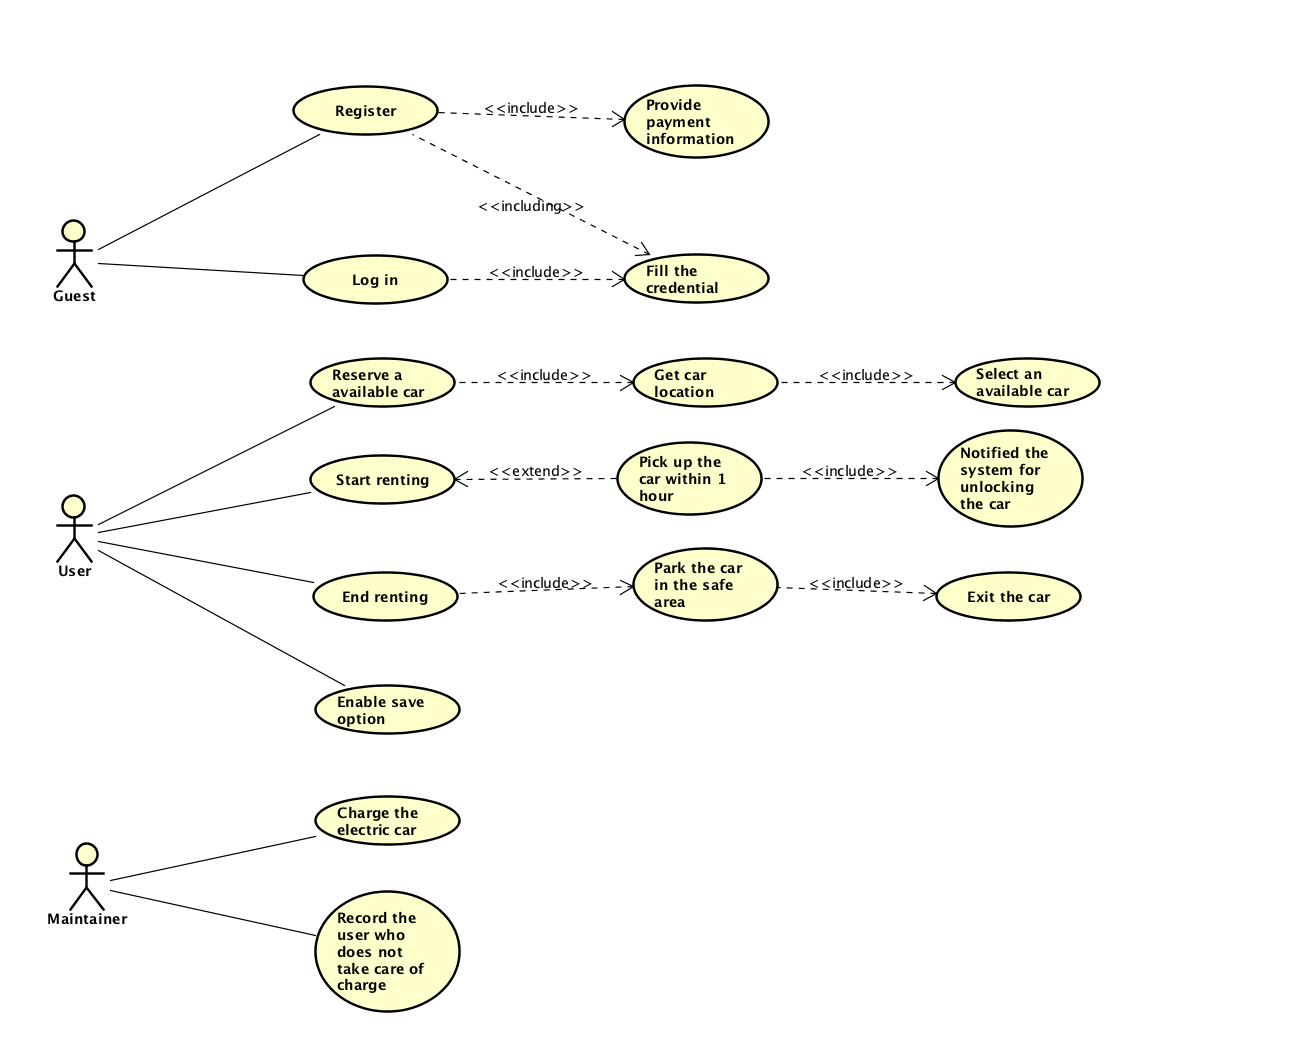 Register
<<include>>
Provide
payment
information
<<including>>
Guest
Log in
<<include>>
Fill the
credential
Reserve a
available car
<<include>>
Get car
location
<<include>>
Select an
available car
Start renting
<<extend>>
Pick up the
car within 1
hour
<<include>>
Notified the
system for
unlocking
the car
User
End renting
<<include>>
Park the car
in the safe
area
<<include>>
Exit the car
Enable save
option
Charge the
electric car
Maintainer
Record the
user who
does not
take care of
charge